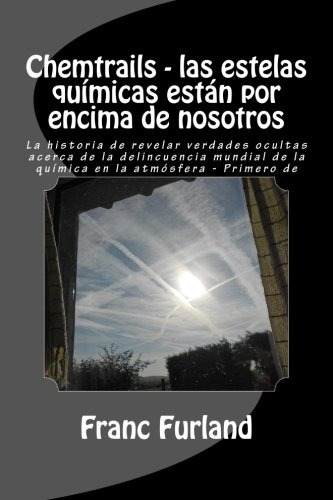 Chemtrails - las estelas
químicas están por
encima de nosotros
La historia de revelar verdades ocultas
acerca de la delincuencia mundial de la
química en la atmósfera - Primero de
Franc Furland